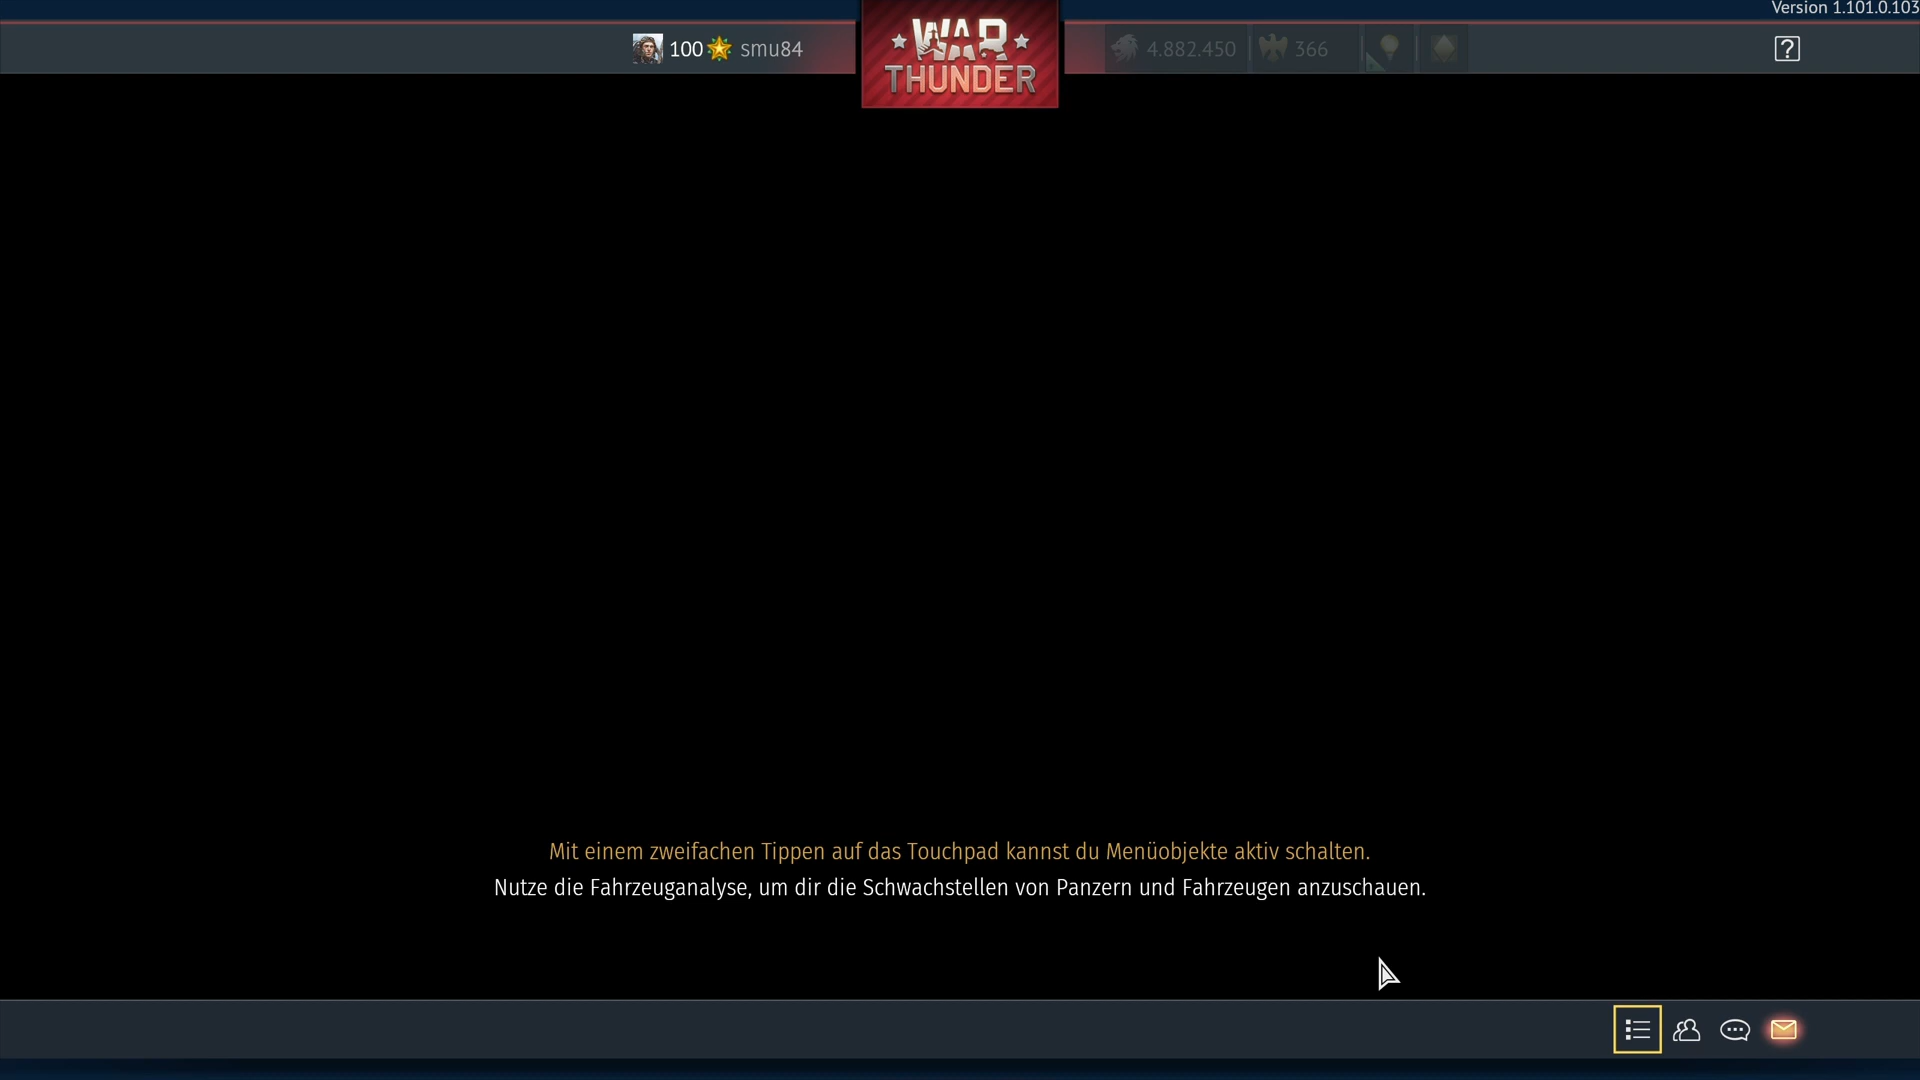 Version 1.101.0.103
100 smu84
WAR
THUNDER
4.882.450
366
?
Mit einem zweifachen Tippen auf das Touchpad kannst du Menüobjekte aktiv schalten.
Nutze die Fahrzeuganalyse, um dir die Schwachstellen von Panzern und Fahrzeugen anzuschauen.